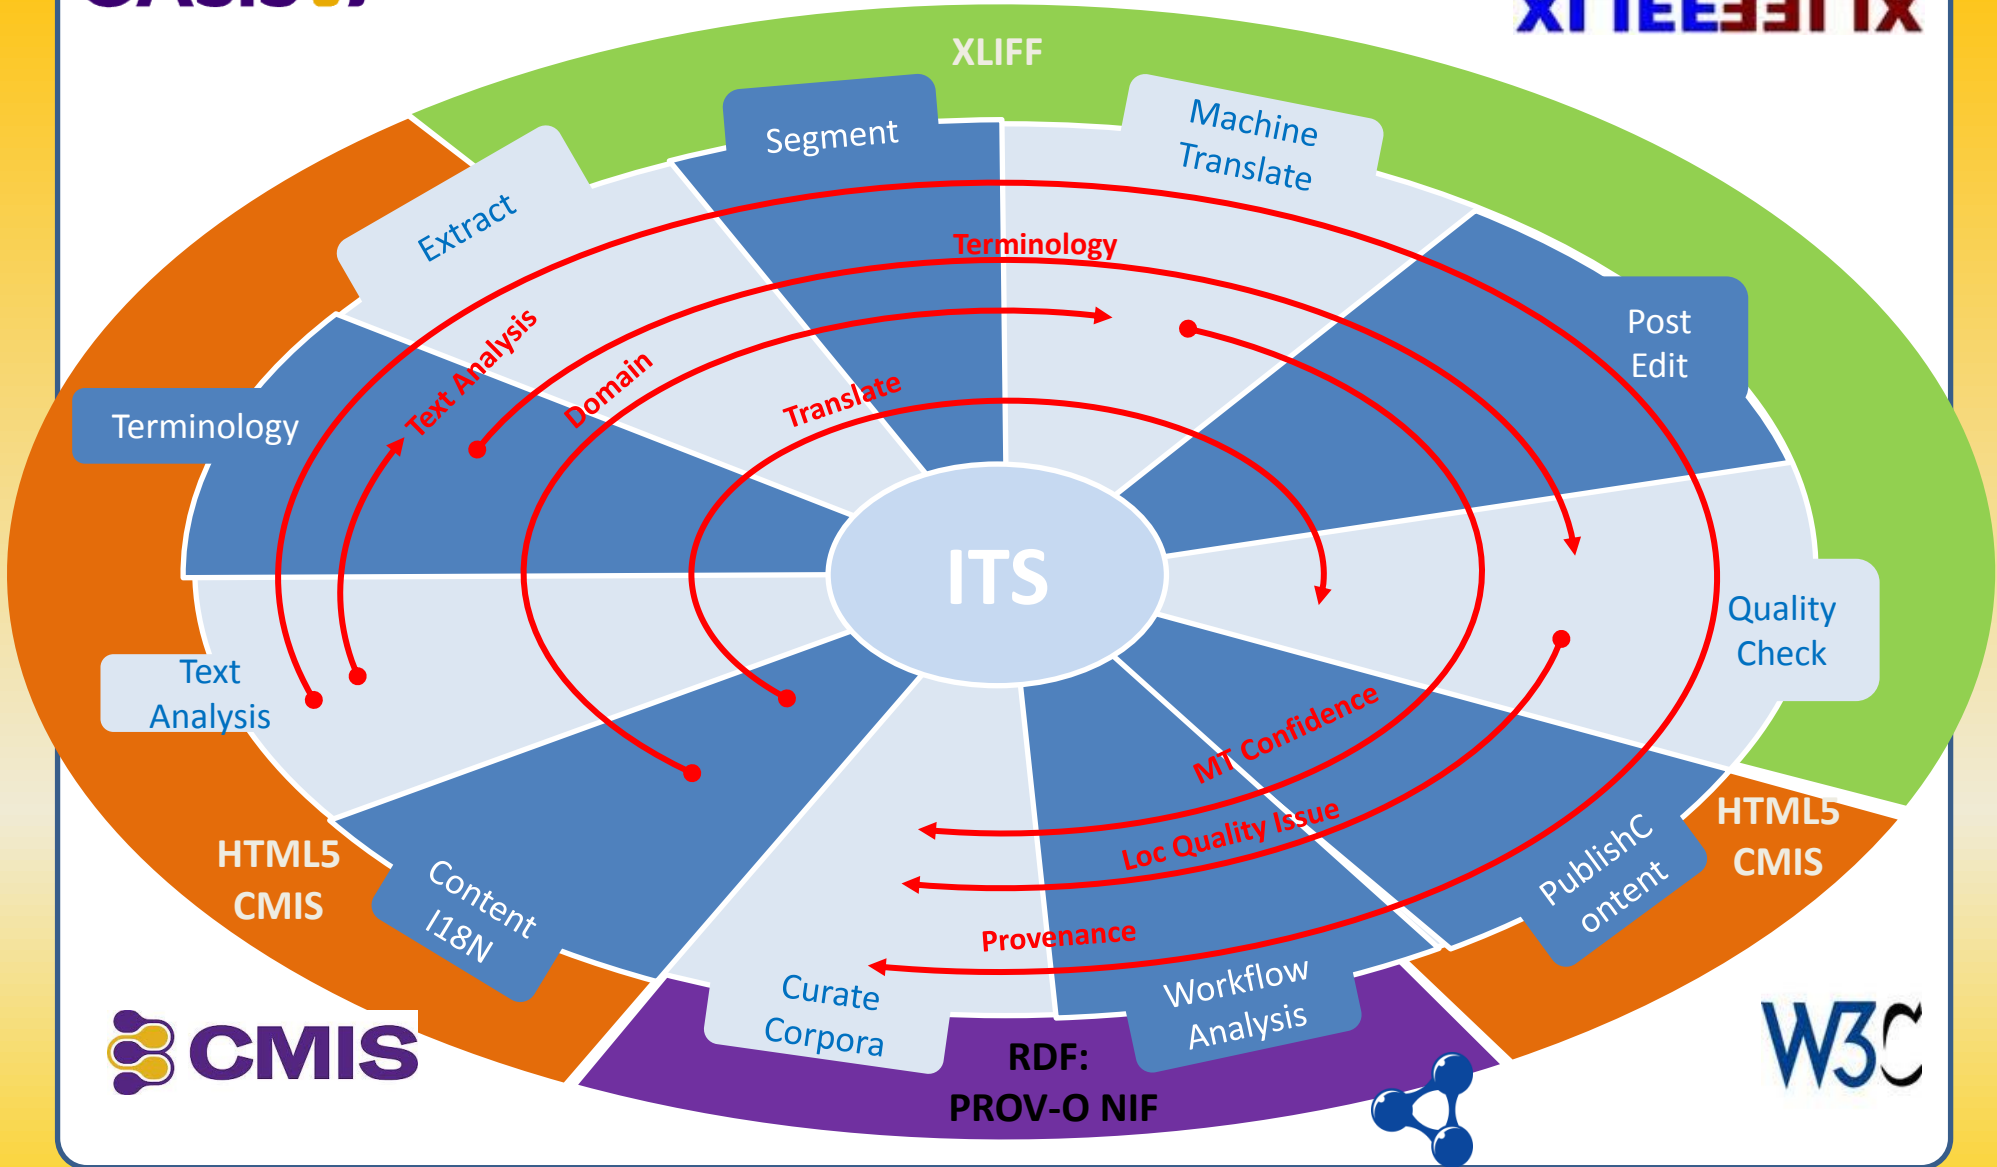 OASIS
XLIFF
Segment
Machine
Translate
Extract
Terminology
Post
Edit
Text Analysis
Domain
Translate
Terminology
ITS
Quality
Check
Text
Analysis
MT Confidence
Loc Quality Issue
Provenance
HTML5
CMIS
HTML5
CMIS
Content
I18N
PublishC
ontent
Curate
Corpora
Workflow
Analysis
RDF:
PROV-O NIF
CMIS
W3C